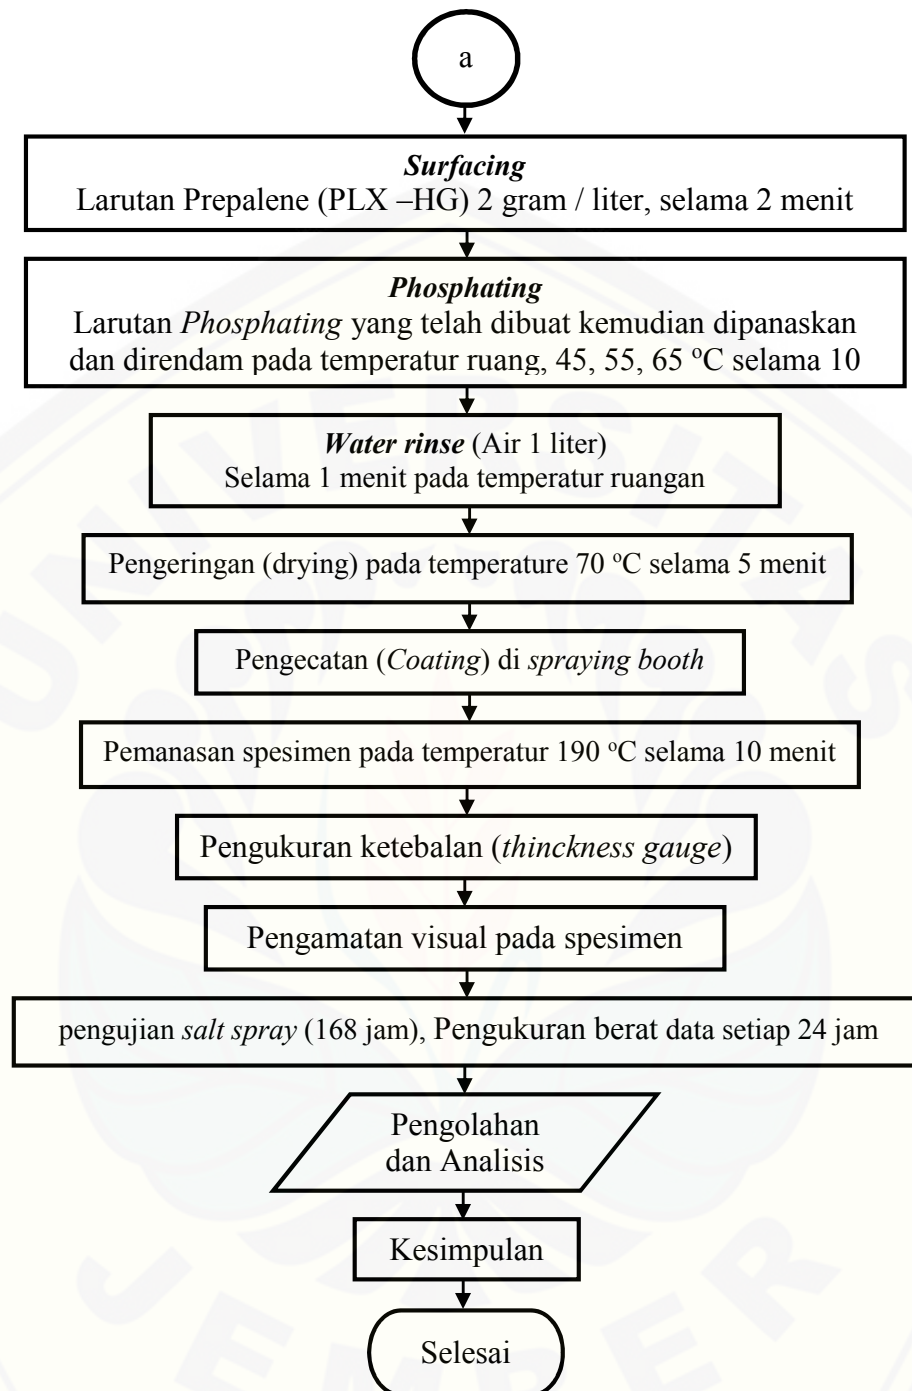 a
Surfacing
Larutan Prepalene (PLX –HG) 2 gram / liter, selama 2 menit
Phosphating
Larutan Phosphating yang telah dibuat kemudian dipanaskan
dan direndam pada temperatur ruang, 45, 55, 65 ºC selama 10
Water rinse (Air 1 liter)
Selama 1 menit pada temperatur ruangan
Pengeringan (drying) pada temperature 70 ºC selama 5 menit
Pengecatan (Coating) di spraying booth
Pemanasan spesimen pada temperatur 190 ºC selama 10 menit
Pengukuran ketebalan (thinckness gauge)
Pengamatan visual pada spesimen
pengujian salt spray (168 jam), Pengukuran berat data setiap 24 jam
Pengolahan
dan Analisis
Kesimpulan
Selesai
UNIVERSITAS
JEMBER